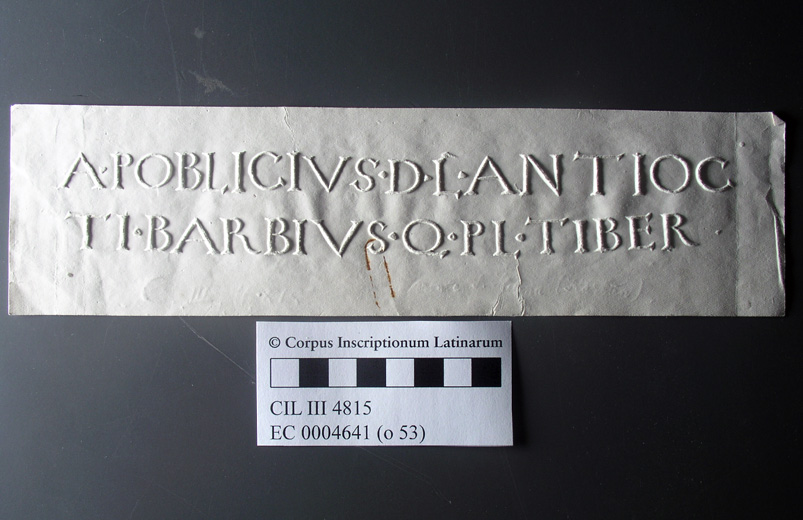 A·POBLICIVS·D·L·ANTIOC
TI·BARBIVS·Q·P·L·TIBER
© Corpus Inscriptionum Latinarum
CIL III 4815
EC 0004641 (o 53)